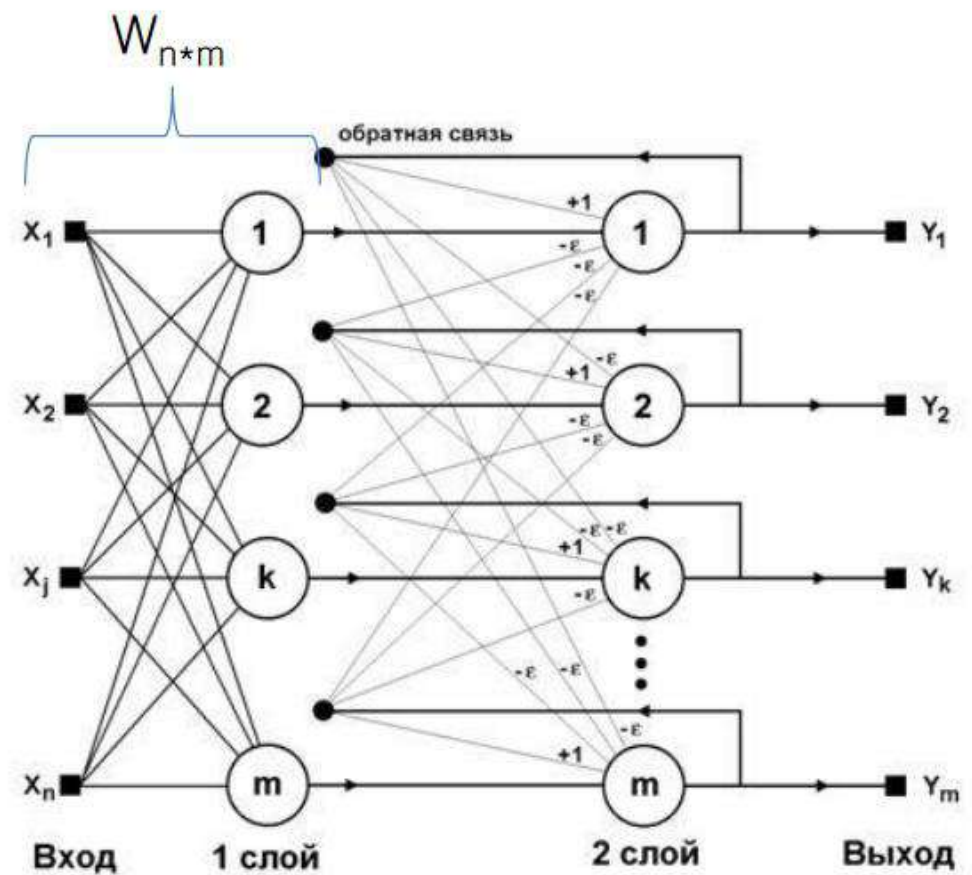 Wn*m
обратная связь
X1 1 +1 1 Y1
-ε
-ε
-ε
-ε
X2 2 +1 2 Y2
-ε
-ε
-ε -ε
+1
Xj k k Yk
-ε
-ε -ε
-ε
+1
Xn m m Ym
Вход 1 слой 2 слой Выход